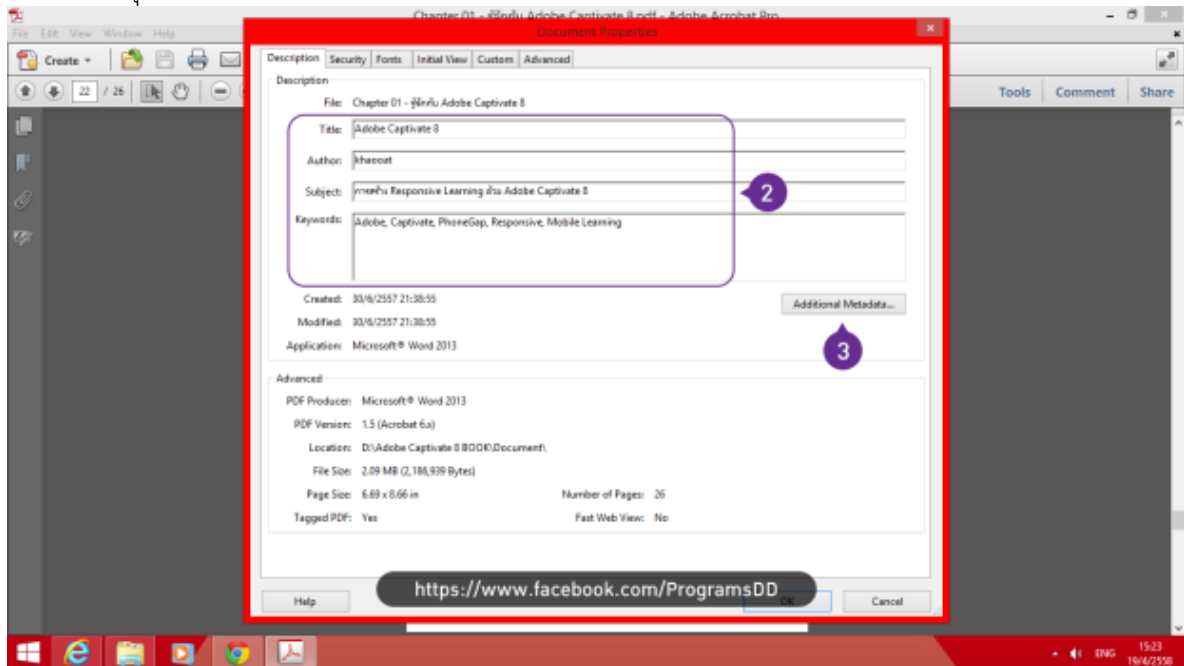 Chapter 01 - รู้จักกับ Adobe Captivate 8.pdf - Adobe Acrobat Pro
File Edit View Window Help
Document Properties
Create
Description Security Fonts Initial View Custom Advanced
22 / 26
Tools Comment Share
Description
File: Chapter 01 - รู้จักกับ Adobe Captivate 8
Title: Adobe Captivate 8
Author:
Subject: การสร้าง Responsive Learning ด้วย Adobe Captivate 8
2
Keywords: Adobe, Captivate, PhoneGap, Responsive, Mobile Learning
Created: 30/6/2557 21:38:55
Additional Metadata...
Modified: 30/6/2557 21:38:55
3
Application: Microsoft® Word 2013
Advanced
PDF Producer: Microsoft® Word 2013
PDF Version: 1.5 (Acrobat 6.x)
Location: D:\Adobe Captivate 8 BOOK\Document\
File Size: 2.09 MB (2,186,939 Bytes)
Page Size: 6.69 x 8.66 in Number of Pages: 26
Tagged PDF: Yes Fast Web View: No
https://www.facebook.com/ProgramsDD
Help OK Cancel
ENG 15:23
19/4/2558